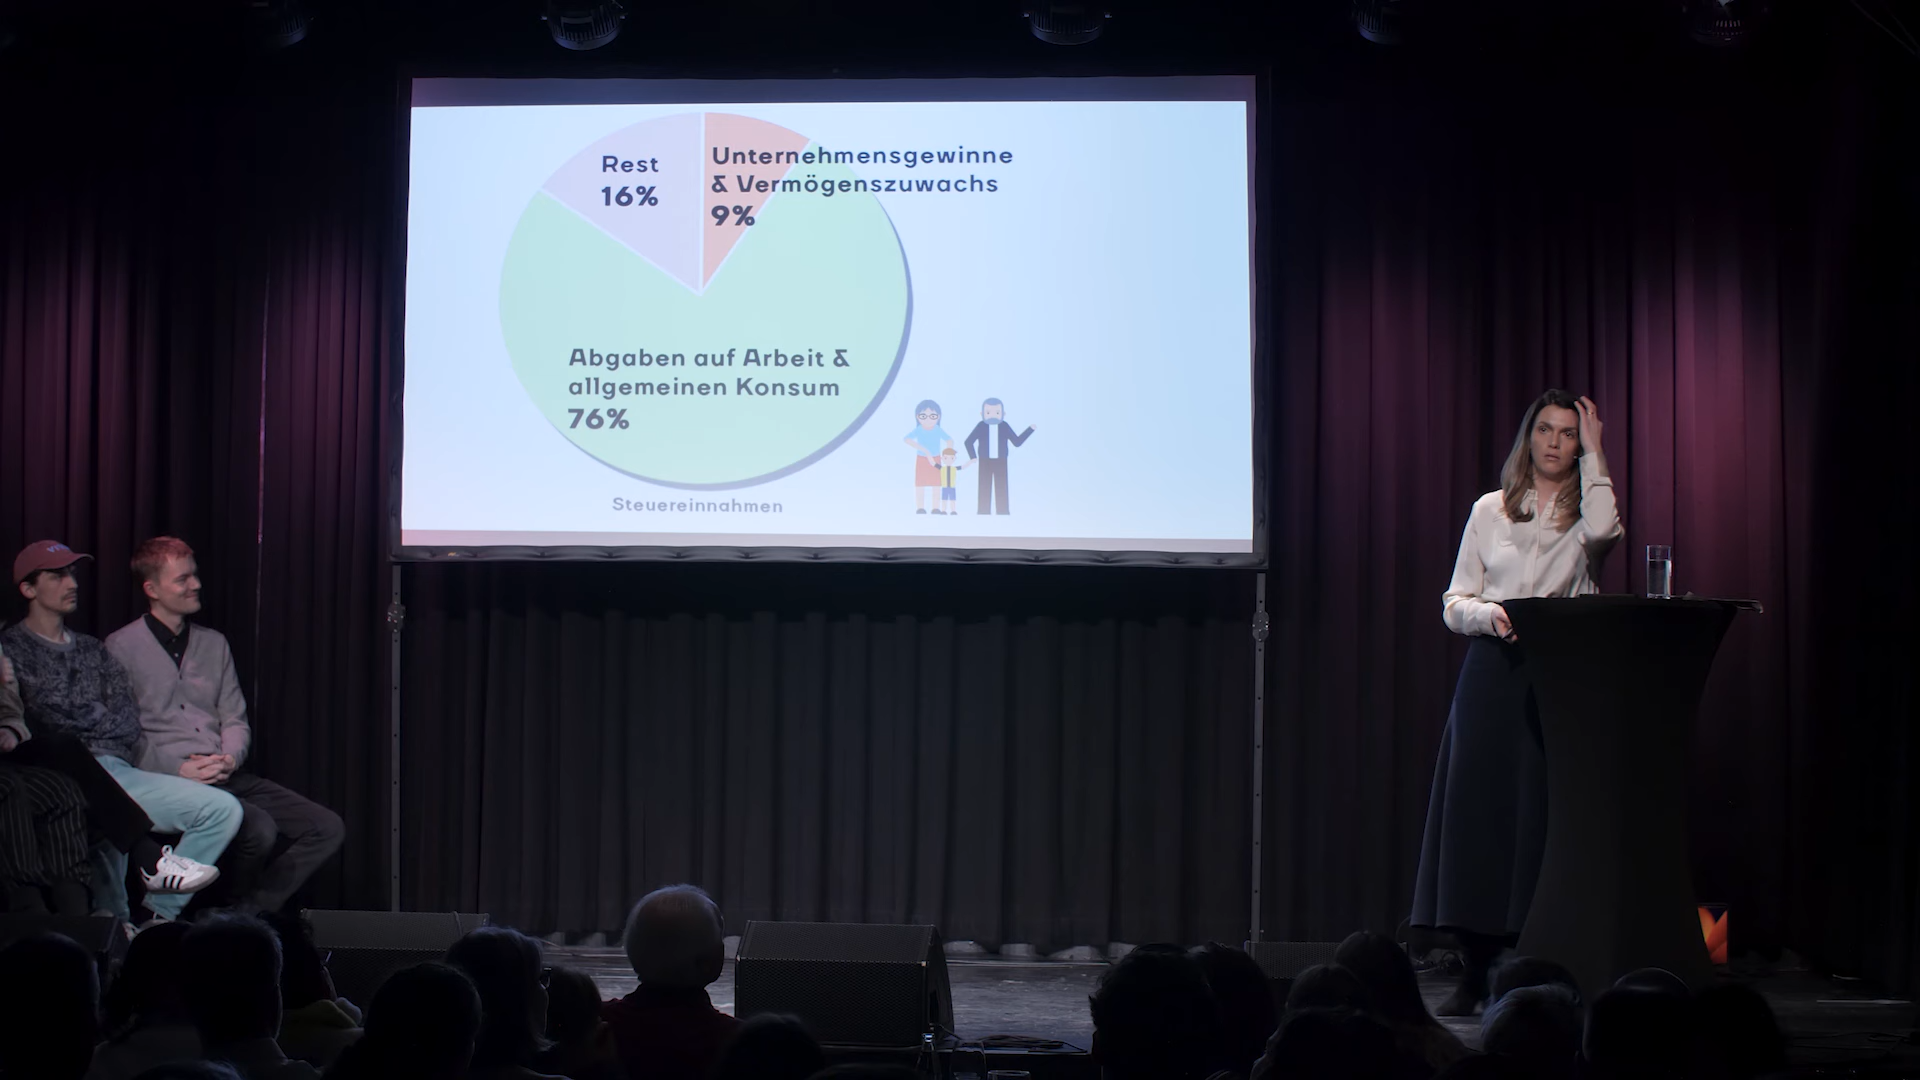 Rest
16%
Unternehmensgewinne
& Vermögenszuwachs
9%
Abgaben auf Arbeit &
allgemeinen Konsum
76%
Steuereinnahmen